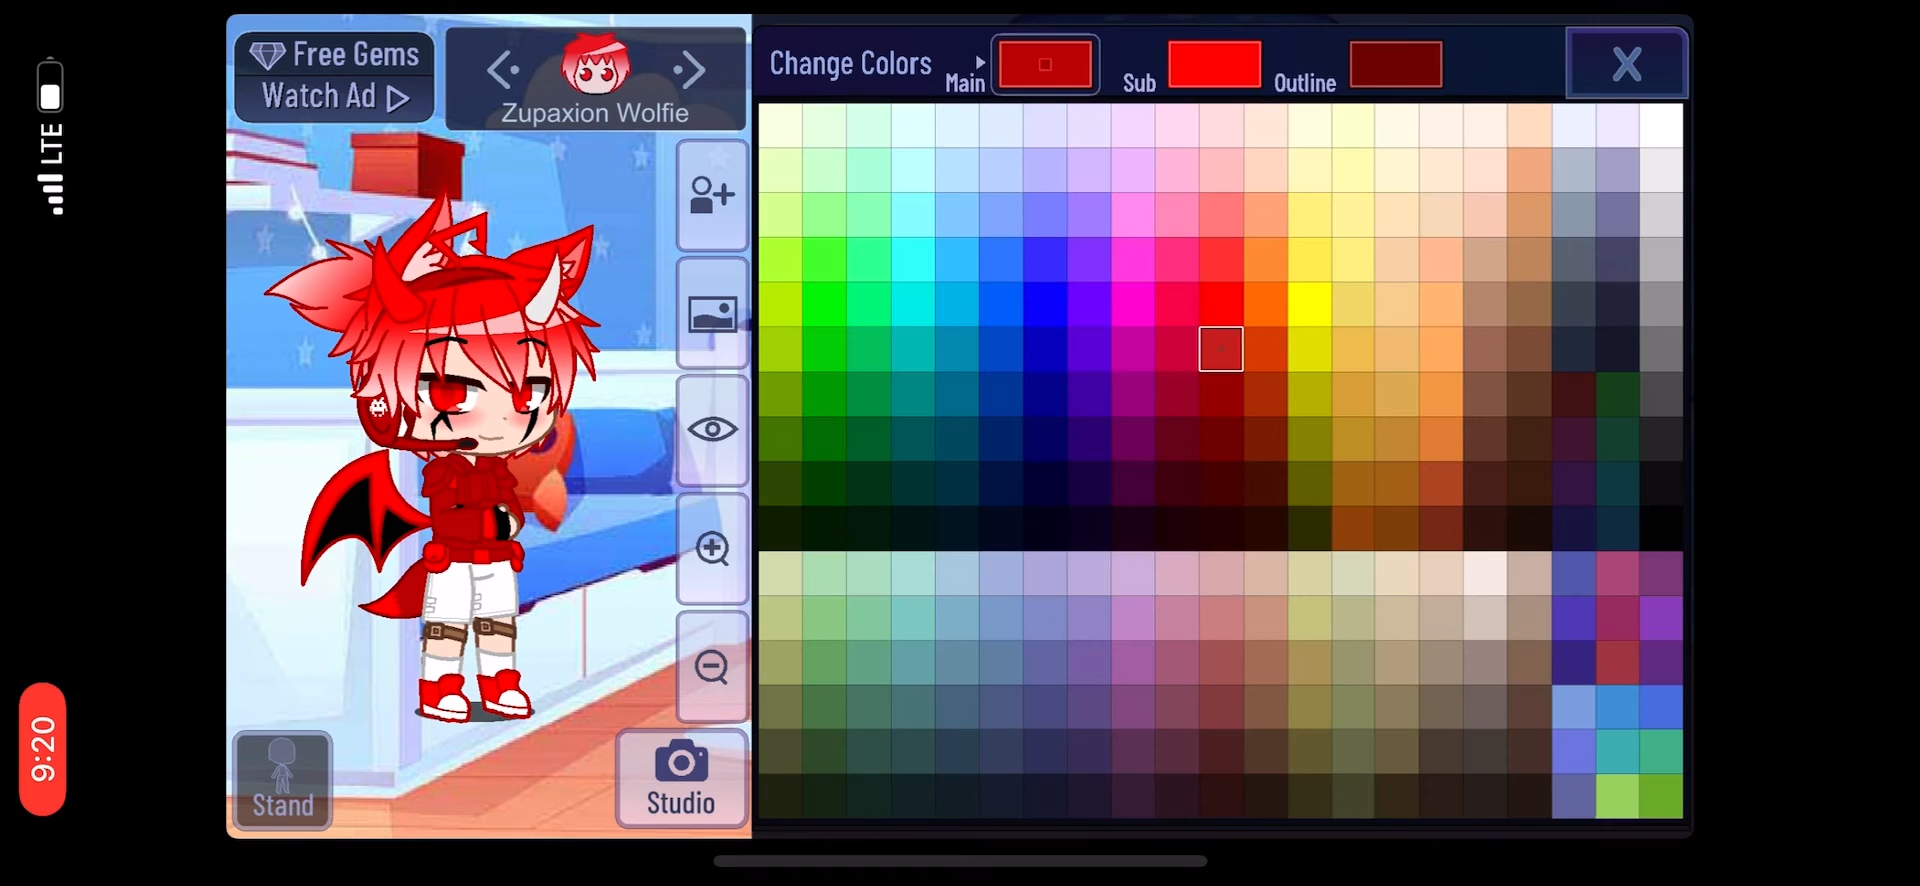 LTE
9:20
Free Gems
Watch Ad
Zupaxion Wolfie
Stand
Studio
Change Colors
Main
Sub
Outline
X